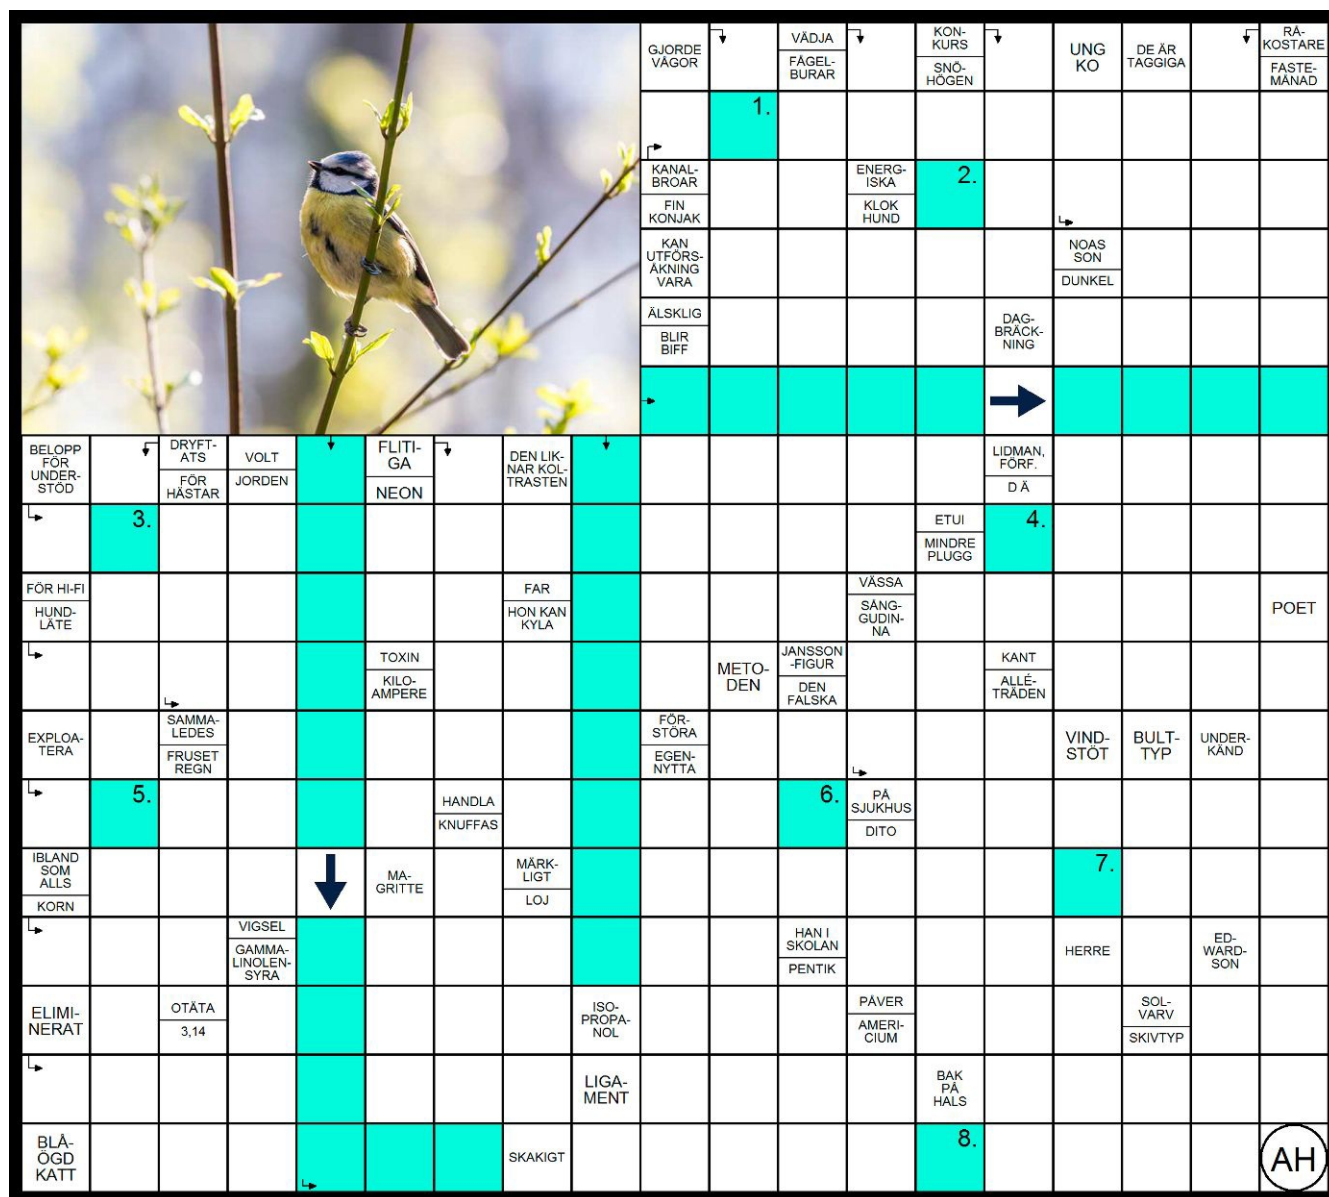 GJORDE
VÅGOR
VÄDJA
FÅGEL-
BURAR
KON-
KURS
SNÖ-
HÖGEN
UNG
KO
DE ÄR
TAGGIGA
RÅ-
KOSTARE
FASTE-
MÅNAD
1.
KANAL-
BROAR
FIN
KONJAK
ENERG-
ISKA
KLOK
HUND
2.
KAN
UTFÖRS-
ÅKNING
VARA
NOAS
SON
DUNKEL
ÄLSKLIG
BLIR
BIFF
DAG-
BRÄCK-
NING
BELOPP
FÖR
UNDER-
STÖD
DRYFT-
ATS
FÖR
HÄSTAR
VOLT
JORDEN
FLITI-
GA
NEON
DEN LIK-
NAR KOL-
TRASTEN
LIDMAN,
FÖRF.
D Ä
3.
ETUI
MINDRE
PLUGG
4.
FÖR HI-FI
HUND-
LÄTE
FAR
HON KAN
KYLA
VÄSSA
SÅNG-
GUDIN-
NA
POET
TOXIN
KILO-
AMPERE
METO-
DEN
JANSSON
-FIGUR
DEN
FALSKA
KANT
ALLÉ-
TRÄDEN
EXPLOA-
TERA
SAMMA-
LEDES
FRUSET
REGN
FÖR-
STÖRA
EGEN-
NYTTA
VIND-
STÖT
BULT-
TYP
UNDER-
KÄND
5.
HANDLA
KNUFFAS
6.
PÅ
SJUKHUS
DITO
IBLAND
SOM
ALLS
KORN
MA-
GRITTE
MÄRK-
LIGT
LOJ
7.
VIGSEL
GAMMA-
LINOLEN-
SYRA
HAN I
SKOLAN
PENTIK
HERRE
ED-
WARD-
SON
ELIMI-
NERAT
OTÄTA
3,14
ISO-
PROPA-
NOL
PÅVER
AMERI-
CIUM
SOL-
VARV
SKIVTYP
LIGA-
MENT
BAK
PÅ
HALS
BLÅ-
ÖGD
KATT
SKAKIGT
8.
AH